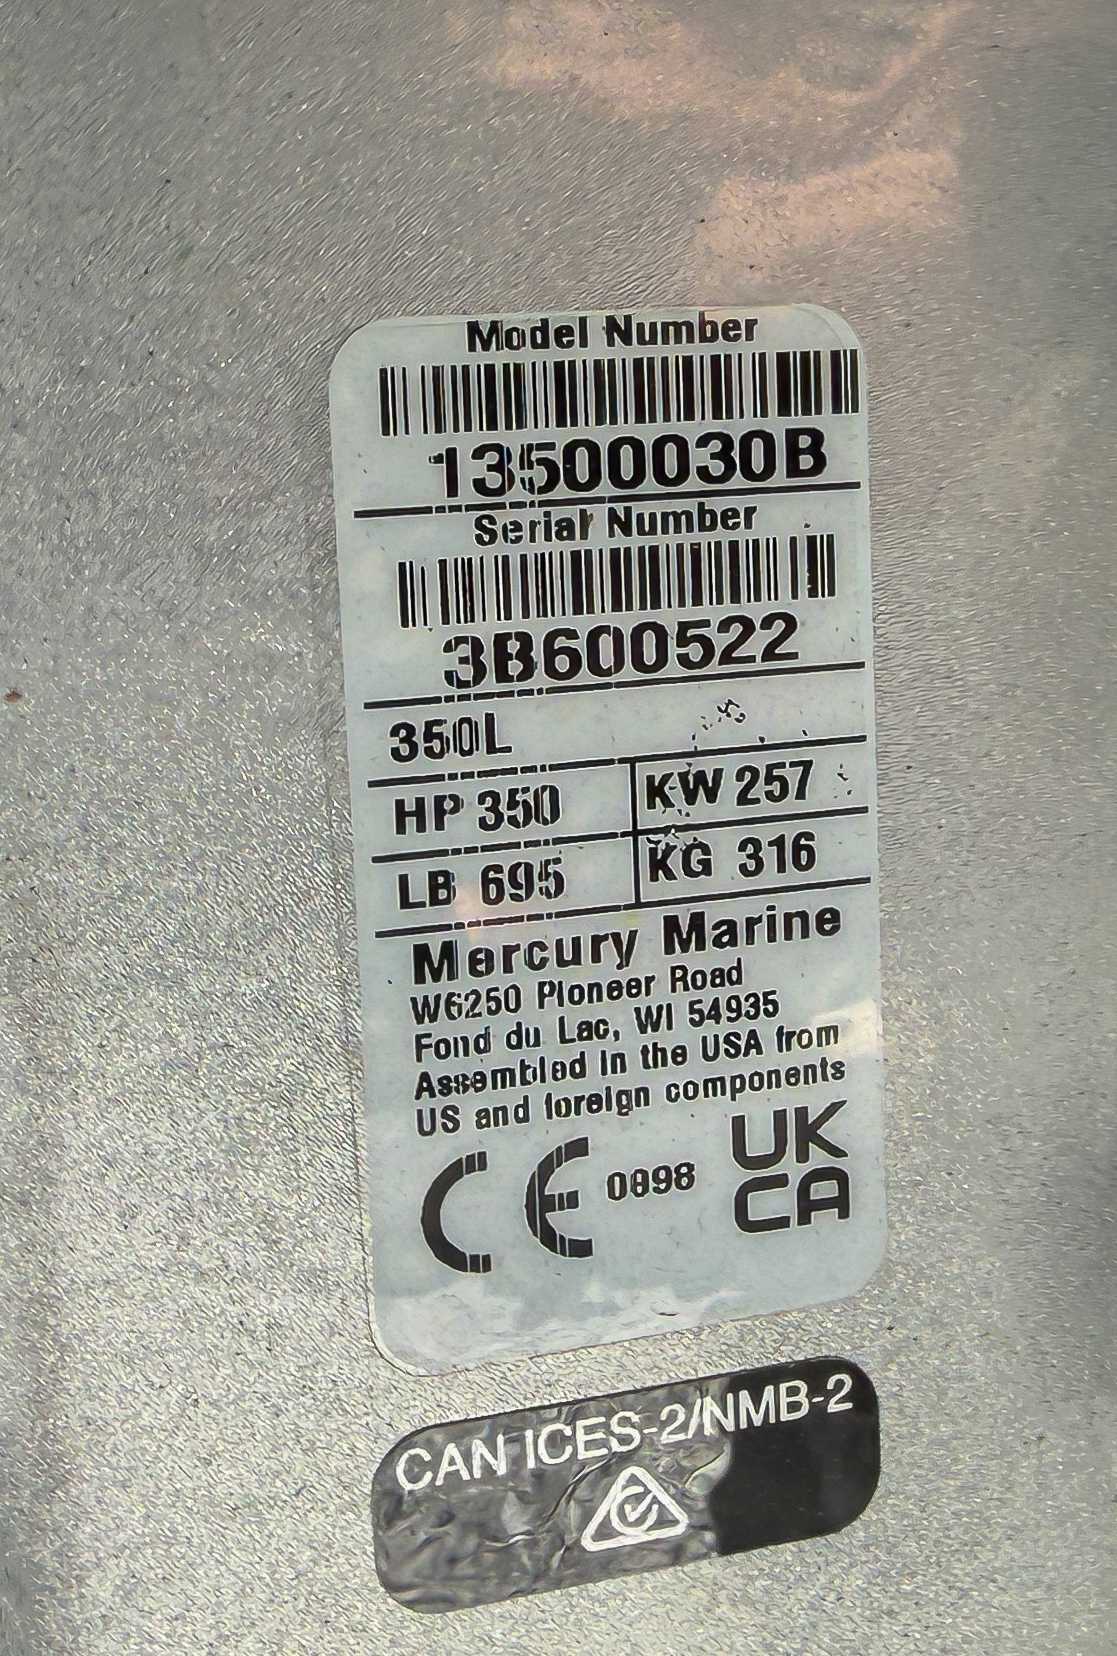 Model Number
13500030B
Serial Number
3B600522
350L
HP 350 KW 257
LB 695 KG 316
Mercury Marine
W6250 Pioneer Road
Fond du Lac, WI 54935
Assembled in the USA from
US and foreign components
CE 0098 UK
CA
CAN ICES-2/NMB-2